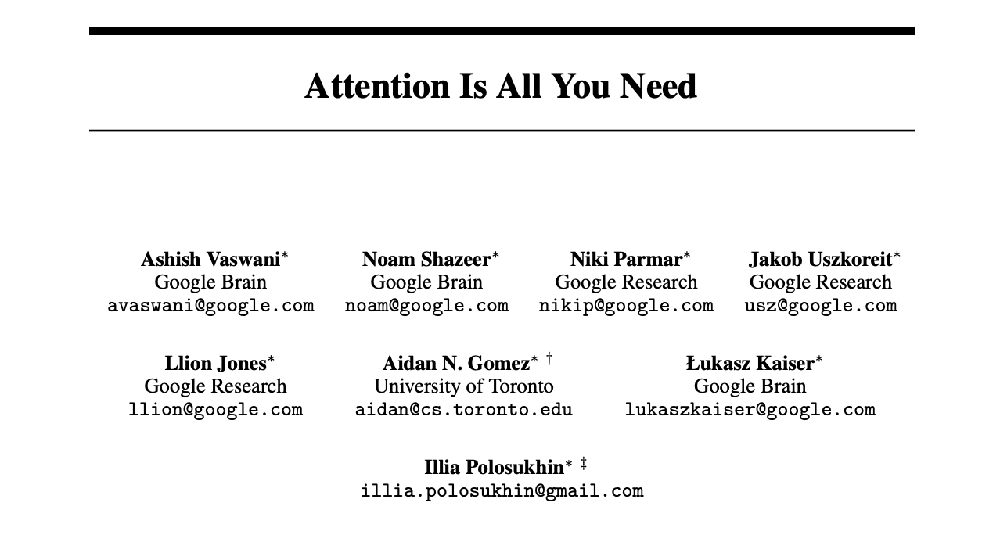 Attention Is All You Need
Ashish Vaswani* Noam Shazeer* Niki Parmar* Jakob Uszkoreit*
Google Brain Google Brain Google Research Google Research
avaswani@google.com noam@google.com nikip@google.com usz@google.com
Llion Jones* Aidan N. Gomez* † Łukasz Kaiser*
Google Research University of Toronto Google Brain
llion@google.com aidan@cs.toronto.edu lukaszkaiser@google.com
Illia Polosukhin* ‡
illia.polosukhin@gmail.com